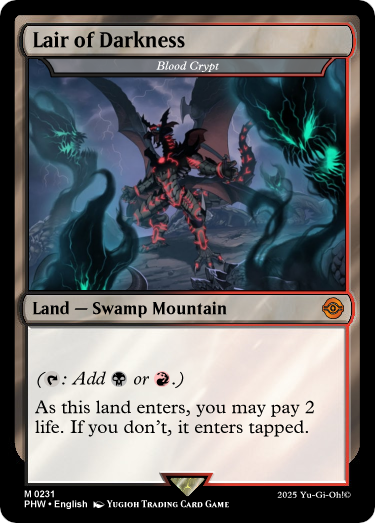 Lair of Darkness
Blood Crypt
Land — Swamp Mountain
(: Add or .)
As this land enters, you may pay 2
life. If you don't, it enters tapped.
M 0231
PHW • English Yugioh Trading Card Game
2025 Yu-Gi-Oh!©